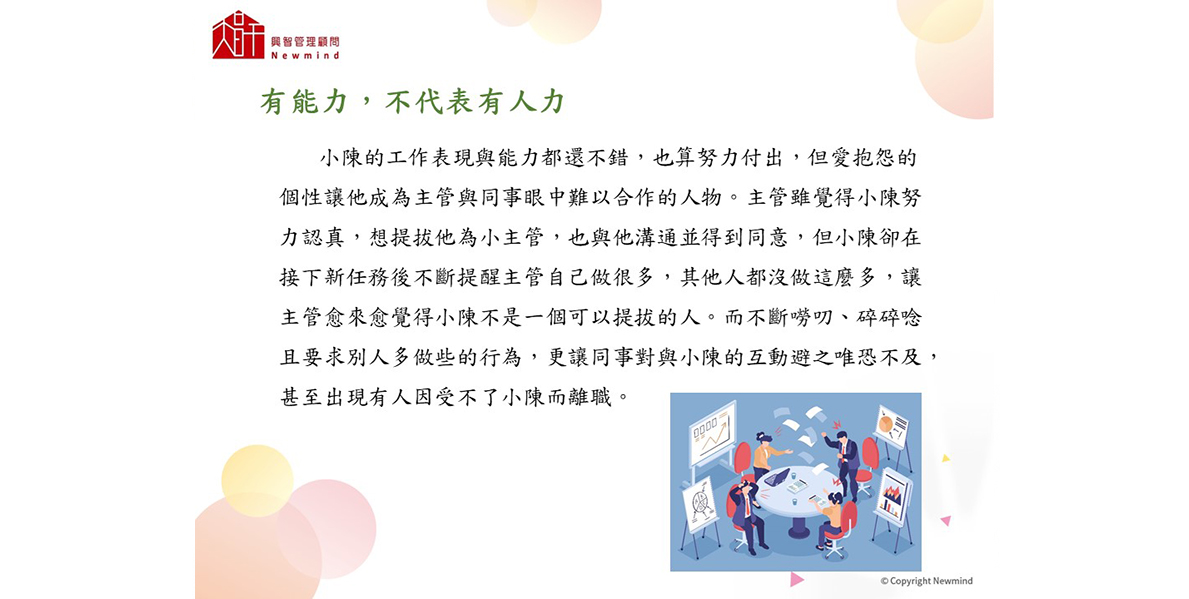 興智管理顧問
Newmind
有能力，不代表有人力
小陳的工作表現與能力都還不錯，也算努力付出，但愛抱怨的
個性讓他成為主管與同事眼中難以合作的人物。主管雖覺得小陳努
力認真，想提拔他為小主管，也與他溝通並得到同意，但小陳卻在
接下新任務後不斷提醒主管自己做很多，其他人都沒做這麼多，讓
主管愈來愈覺得小陳不是一個可以提拔的人。而不斷嘮叨、碎碎唸
且要求別人多做些的行為，更讓同事對與小陳的互動避之唯恐不及，
甚至出現有人因受不了小陳而離職。
© Copyright Newmind